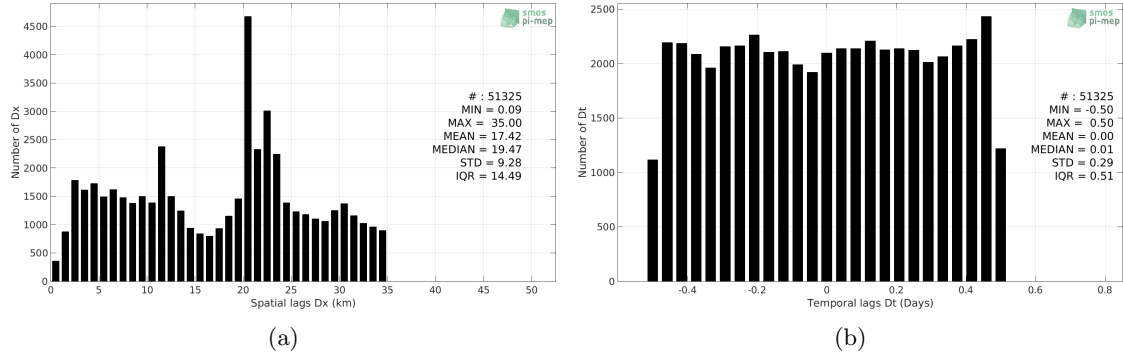 smos
pi-mep
4500
4000
3500
3000
2500
2000
1500
1000
500
0
Number of Dx
# : 51325
MIN = 0.09
MAX = 35.00
MEAN = 17.42
MEDIAN = 19.47
STD = 9.28
IQR = 14.49
0 5 10 15 20 25 30 35 40 45 50
Spatial lags Dx (km)
(a)
smos
pi-mep
2500
2000
1500
1000
500
0
Number of Dt
# : 51325
MIN = -0.50
MAX = 0.50
MEAN = 0.00
MEDIAN = 0.01
STD = 0.29
IQR = 0.51
-0.4 -0.2 0 0.2 0.4 0.6 0.8
Temporal lags Dt (Days)
(b)